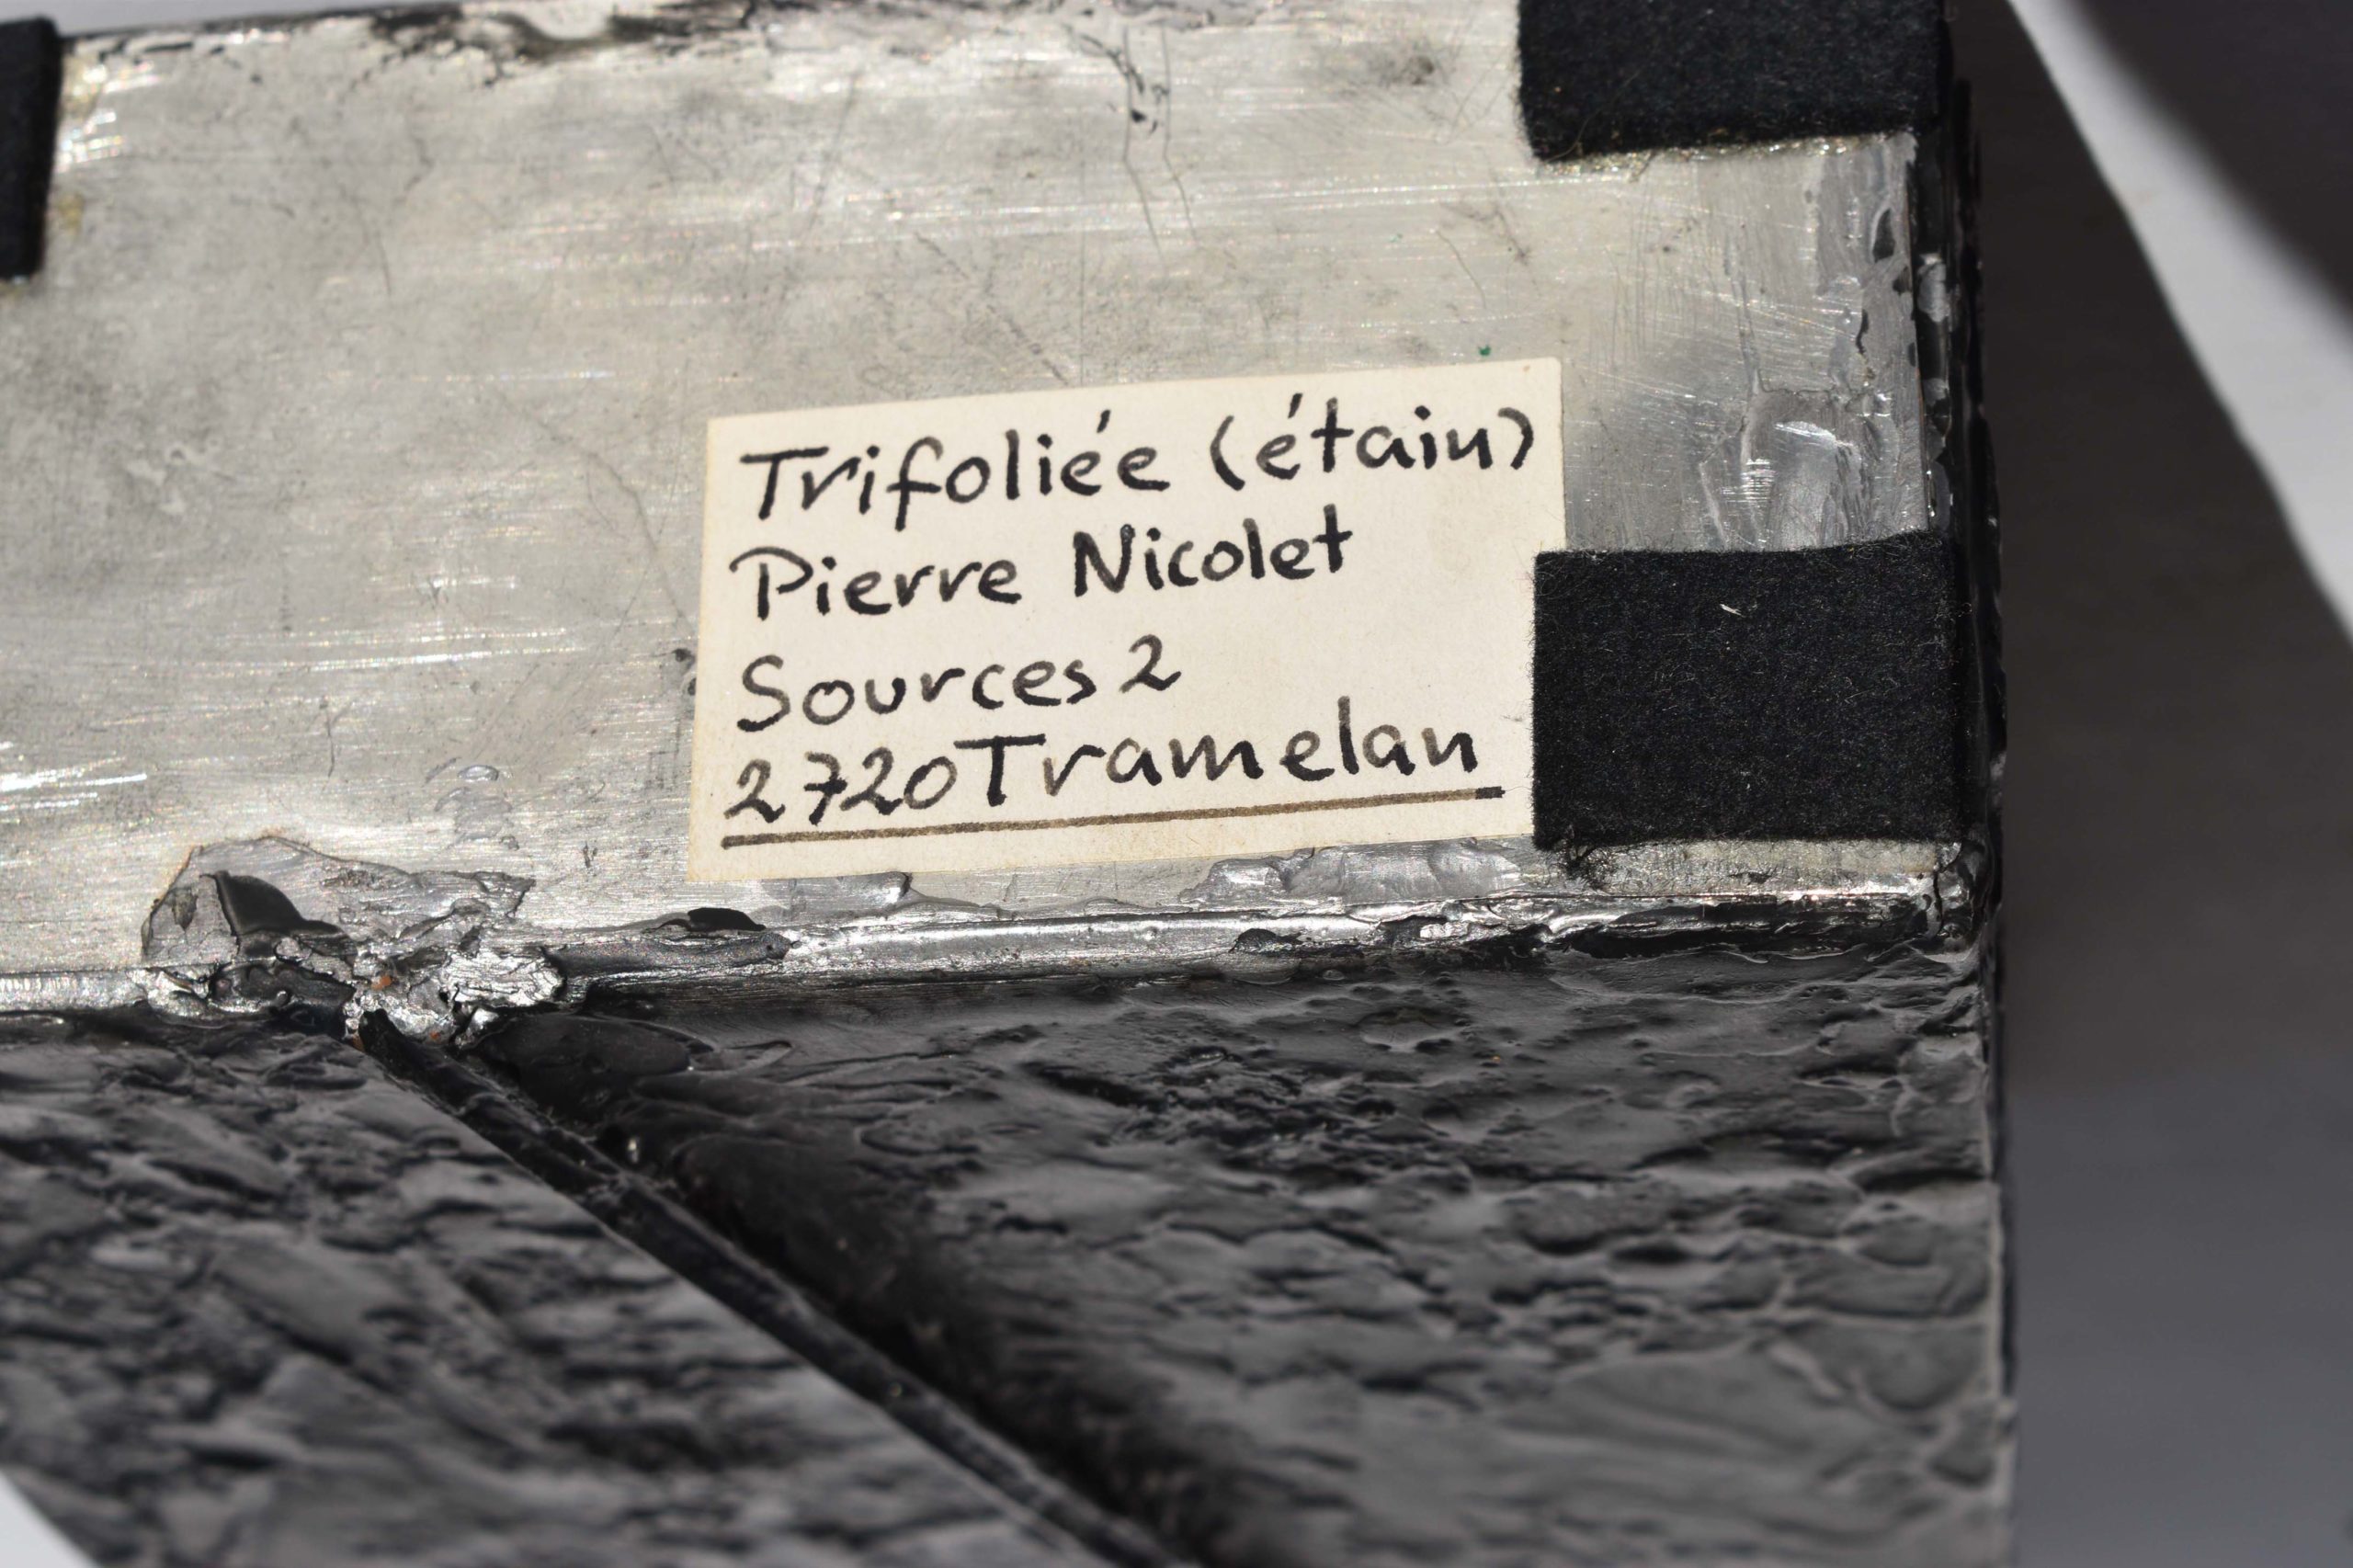 Trifoliée (étain)
Pierre Nicolet
Sources 2
2720 Tramelan